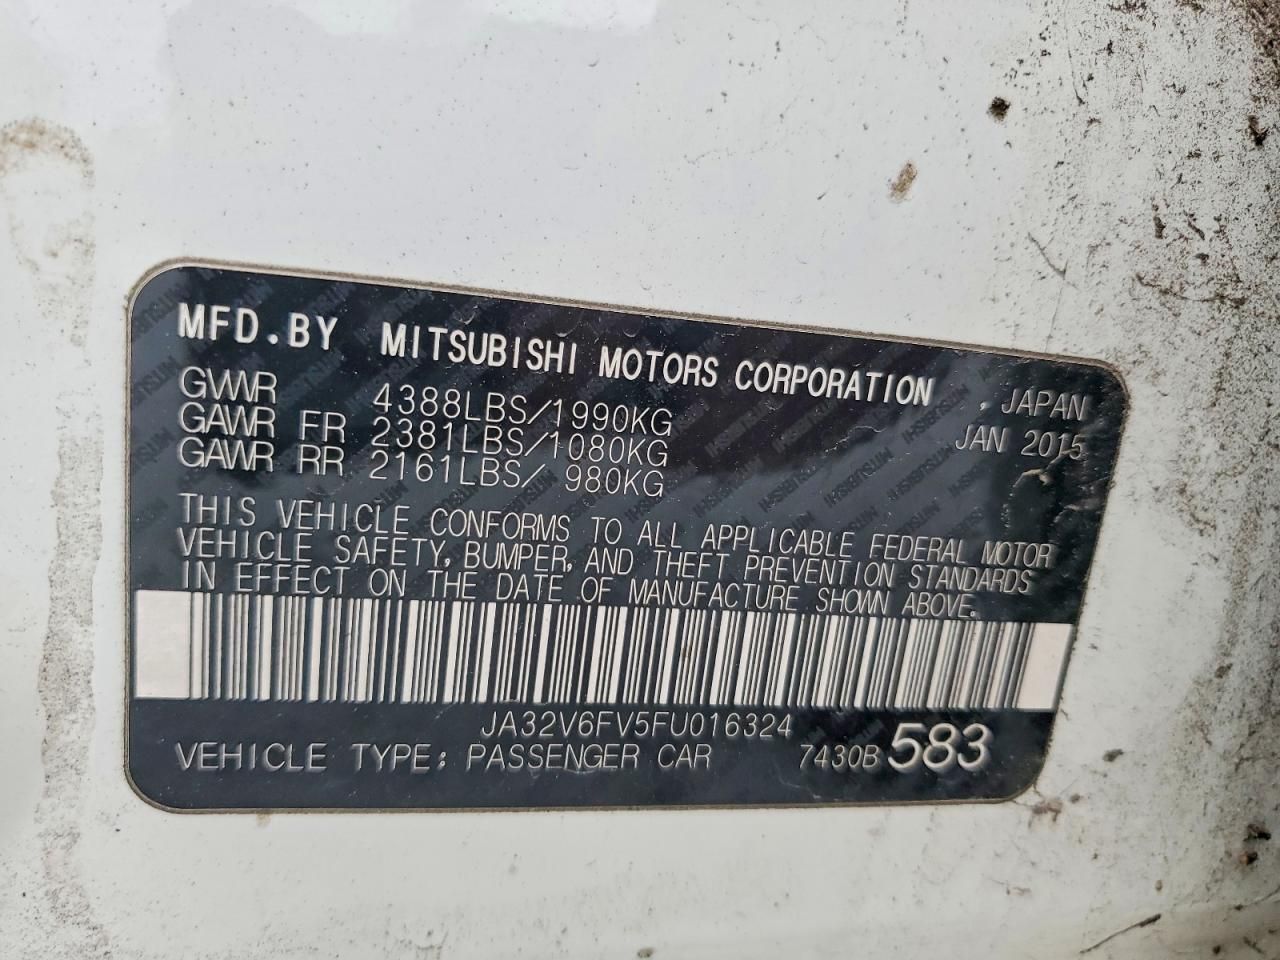 MFD.BY MITSUBISHI MOTORS CORPORATION , JAPAN
GVWR 4388LBS/1990KG JAN 2015
GAWR FR 2381LBS/1080KG
GAWR RR 2161LBS/ 980KG
THIS VEHICLE CONFORMS TO ALL APPLICABLE FEDERAL MOTOR
VEHICLE SAFETY, BUMPER, AND THEFT PREVENTION STANDARDS
IN EFFECT ON THE DATE OF MANUFACTURE SHOWN ABOVE.
JA32V6FV5FU016324
VEHICLE TYPE: PASSENGER CAR 7430B 583